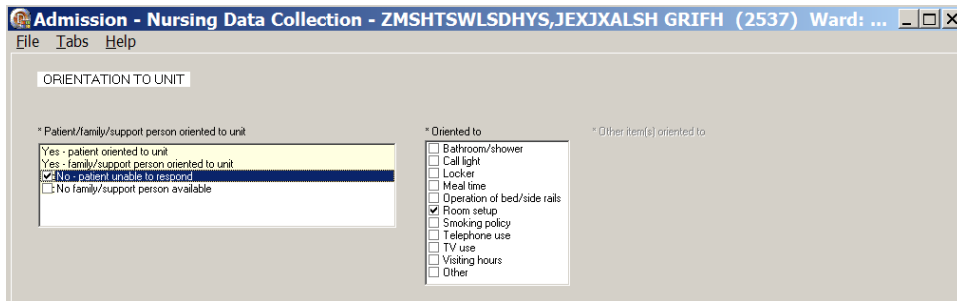 Admission - Nursing Data Collection - ZMSHTSWLSDHYS,JEXJXALSH GRIFH (2537) Ward: ...
File Tabs Help
ORIENTATION TO UNIT
* Patient/family/support person oriented to unit
Yes - patient oriented to unit
Yes - family/support person oriented to unit
No - patient unable to respond
No family/support person available
* Oriented to
Bathroom/shower
Call light
Locker
Meal time
Operation of bed/side rails
Room setup
Smoking policy
Telephone use
TV use
Visiting hours
Other
* Other item(s) oriented to